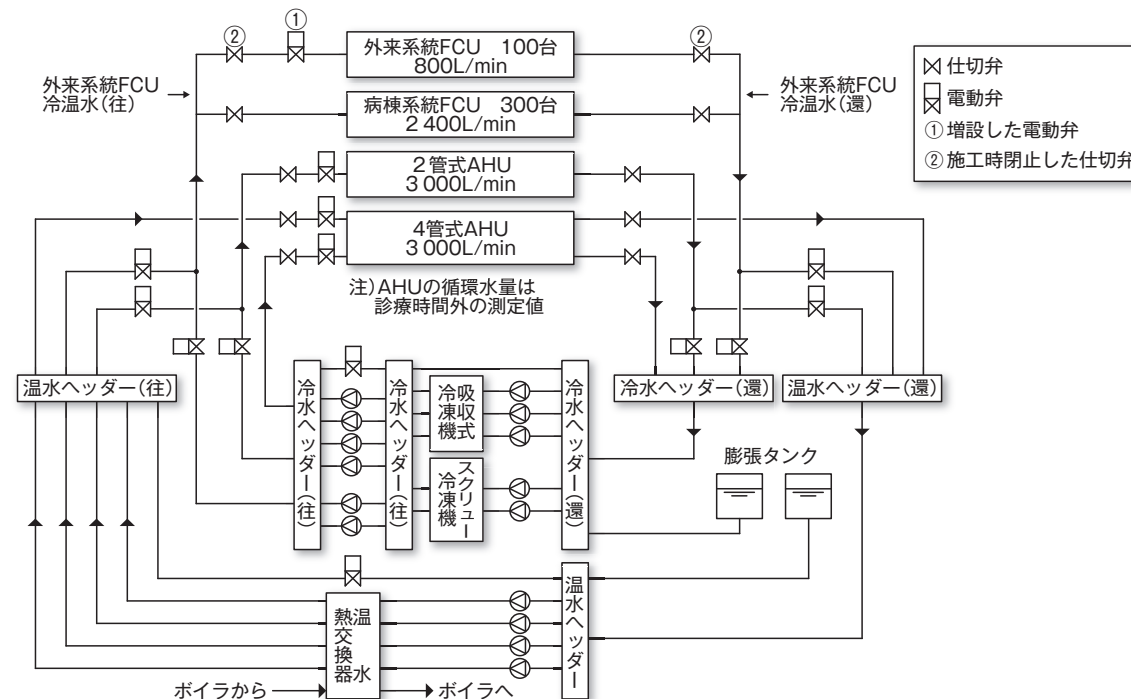 ①
②
②
外来系統FCU 100台
800L/min
外来系統FCU
冷温水(往)
外来系統FCU
冷温水(還)
病棟系統FCU 300台
2 400L/min
2管式AHU
3 000L/min
4管式AHU
3 000L/min
注)AHUの循環水量は
診療時間外の測定値
仕切弁
電動弁
①増設した電動弁
②施工時閉止した仕切弁
温水ヘッダー(往)
冷水ヘッダー(往)
冷水ヘッダー(往)
吸収式
冷凍機
スクリュー
冷凍機
冷水ヘッダー(還)
冷水ヘッダー(還)
温水ヘッダー(還)
膨張タンク
温水
熱交換器
温水ヘッダー
ボイラから
ボイラへ